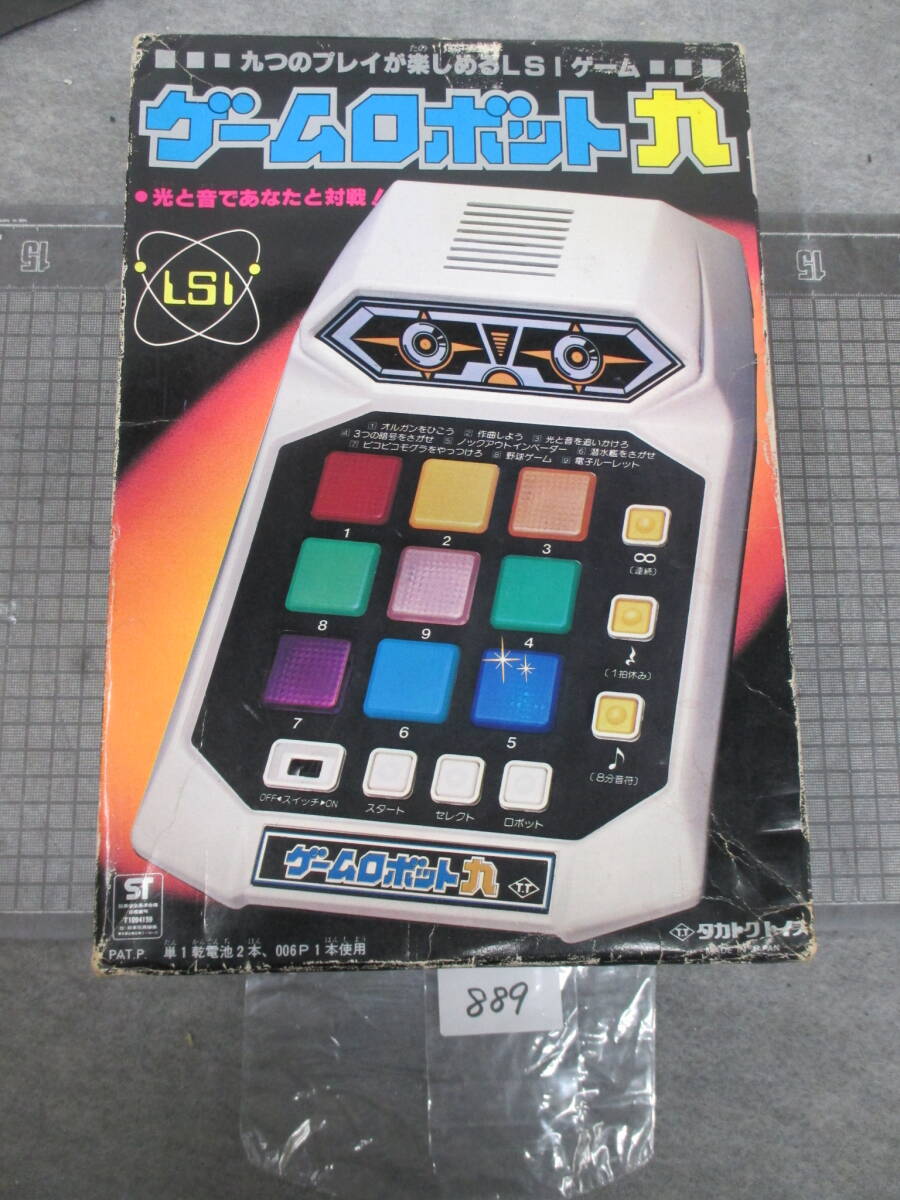 九つのプレイが楽しめるLSIゲーム
ゲームロボット九
●光と音であなたと対戦!
LSI
15
15
1 オルガンをひこう 2 作曲しよう 3 光と音を追いかけろ
4 3つの暗号をさがせ 5 ノックアウトインベーダー 6 潜水艦をさがせ
7 ピコピコモグラをやっつけろ 8 野球ゲーム 9 電子ルーレット
1
2
3
∞
(連続)
8
9
4
(1拍休み)
7
6
5
♪
(8分音符)
OFF◀スイッチ▶ON
スタート
セレクト
ロボット
ゲームロボット九
T.T
ST
T1004159
T.T タカトクトイズ
MADE IN JAPAN
PAT.P. 単1乾電池2本、006P1本使用
889